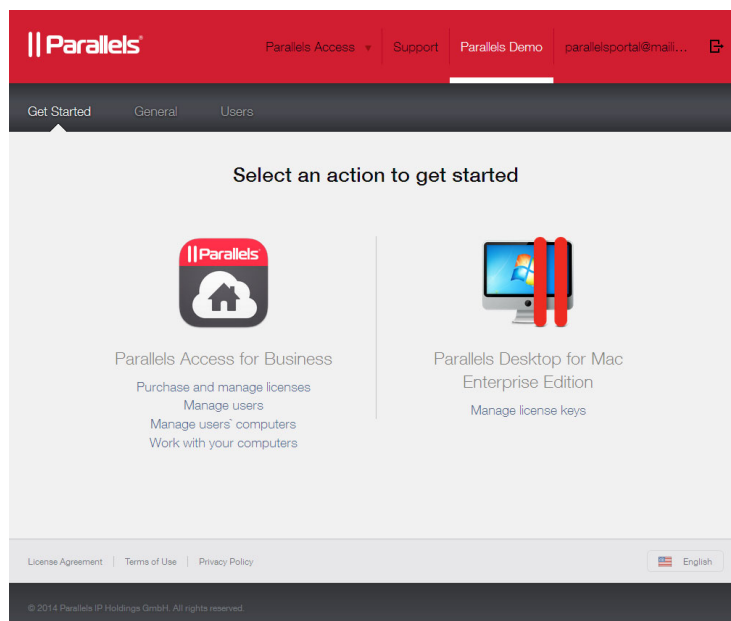 Parallels®
Parallels Access Support Parallels Demo parallelsportal@maili...
Get Started General Users
Select an action to get started
Parallels
Parallels Access for Business
Purchase and manage licenses
Manage users
Manage users` computers
Work with your computers
Parallels Desktop for Mac
Enterprise Edition
Manage license keys
License Agreement Terms of Use Privacy Policy
English
© 2014 Parallels IP Holdings GmbH. All rights reserved.